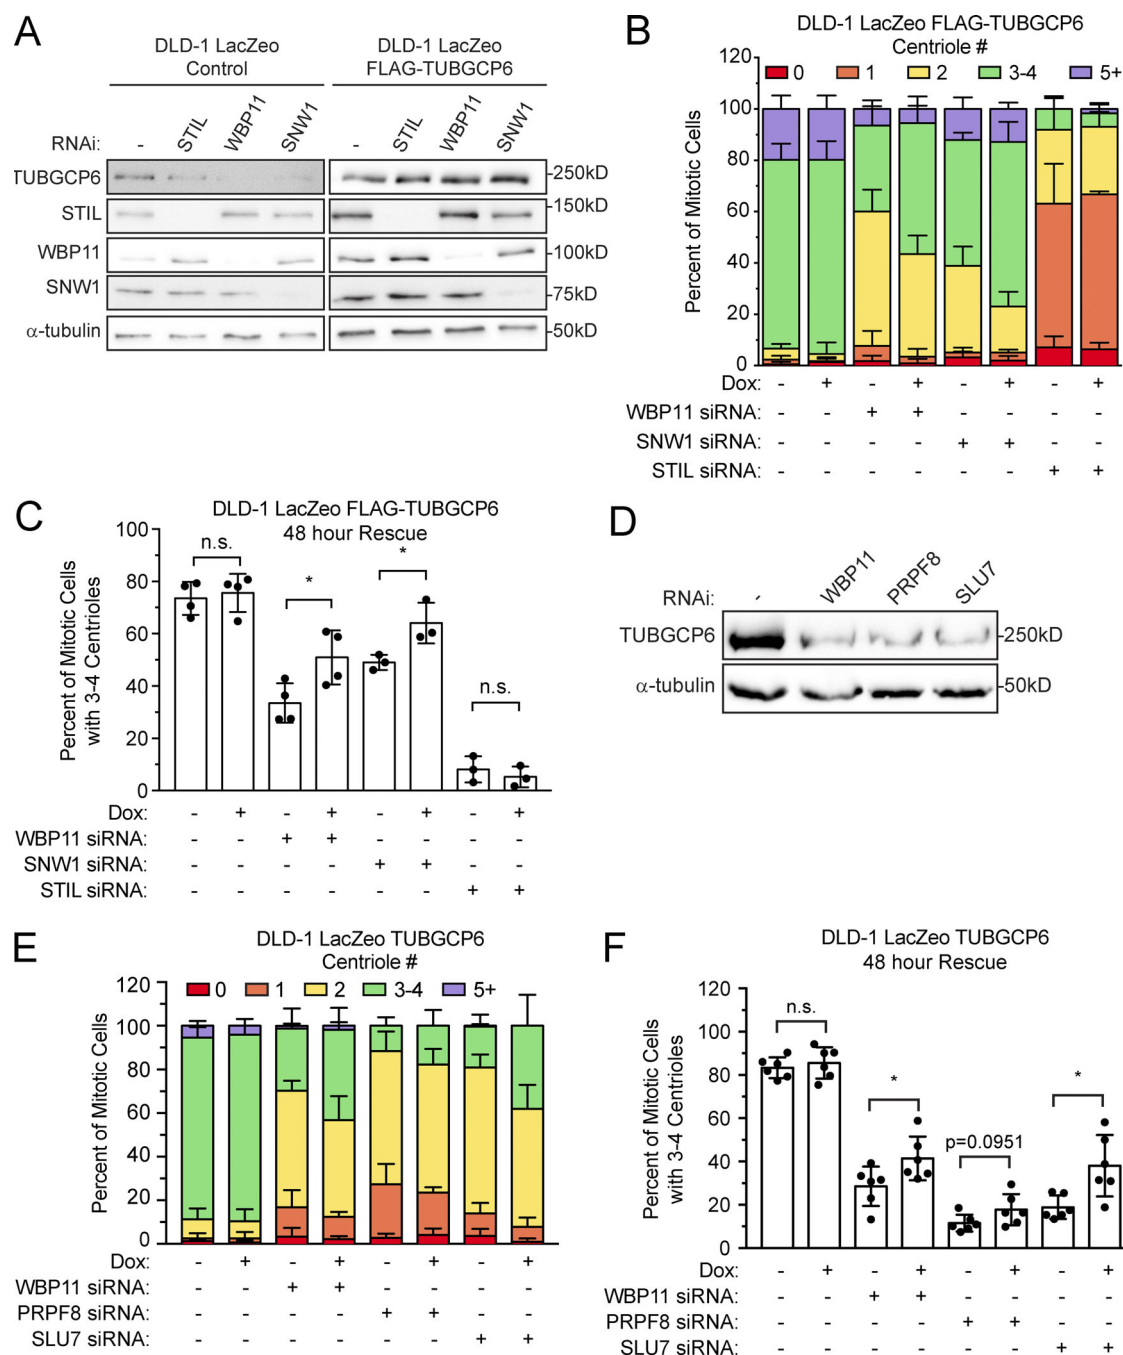 A
DLD-1 LacZeo
Control
DLD-1 LacZeo
FLAG-TUBGCP6
RNAi: - STIL WBP11 SNW1 - STIL WBP11 SNW1
TUBGCP6 -250kD
STIL -150kD
WBP11 -100kD
SNW1 -75kD
α-tubulin -50kD
B
DLD-1 LacZeo FLAG-TUBGCP6
Centriole #
0 1 2 3-4 5+
Percent of Mitotic Cells
120
100
80
60
40
20
0
Dox: - + - + - + - +
WBP11 siRNA: - - + + - - - -
SNW1 siRNA: - - - - + + - -
STIL siRNA: - - - - - - + +
C
DLD-1 LacZeo FLAG-TUBGCP6
48 hour Rescue
Percent of Mitotic Cells
with 3-4 Centrioles
100
80
60
40
20
0
n.s. * * n.s.
Dox: - + - + - + - +
WBP11 siRNA: - - + + - - - -
SNW1 siRNA: - - - - + + - -
STIL siRNA: - - - - - - + +
D
RNAi: - WBP11 PRPF8 SLU7
TUBGCP6 -250kD
α-tubulin -50kD
E
DLD-1 LacZeo TUBGCP6
Centriole #
0 1 2 3-4 5+
Percent of Mitotic Cells
120
100
80
60
40
20
0
Dox: - + - + - + - +
WBP11 siRNA: - - + + - - - -
PRPF8 siRNA: - - - - + + - -
SLU7 siRNA: - - - - - - + +
F
DLD-1 LacZeo TUBGCP6
48 hour Rescue
Percent of Mitotic Cells
with 3-4 Centrioles
120
100
80
60
40
20
0
n.s. * p=0.0951 *
Dox: - + - + - + - +
WBP11 siRNA: - - + + - - - -
PRPF8 siRNA: - - - - + + - -
SLU7 siRNA: - - - - - - + +